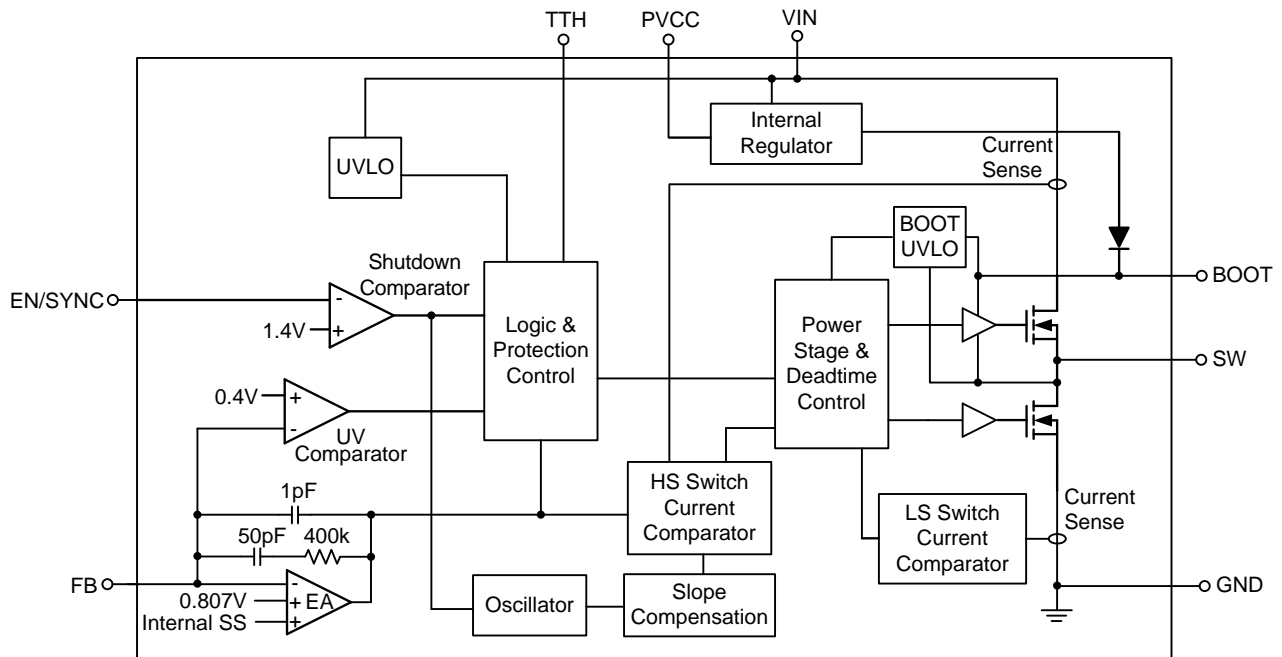 TTH
PVCC
VIN
Internal
Regulator
Current
Sense
UVLO
BOOT
UVLO
BOOT
Shutdown
Comparator
EN/SYNC
-
1.4V
+
Logic &
Protection
Control
Power
Stage &
Deadtime
Control
SW
0.4V
+
-
UV
Comparator
1pF
HS Switch
Current
Comparator
LS Switch
Current
Comparator
Current
Sense
50pF
400k
FB
-
0.807V
+
EA
Internal SS
+
Oscillator
Slope
Compensation
GND